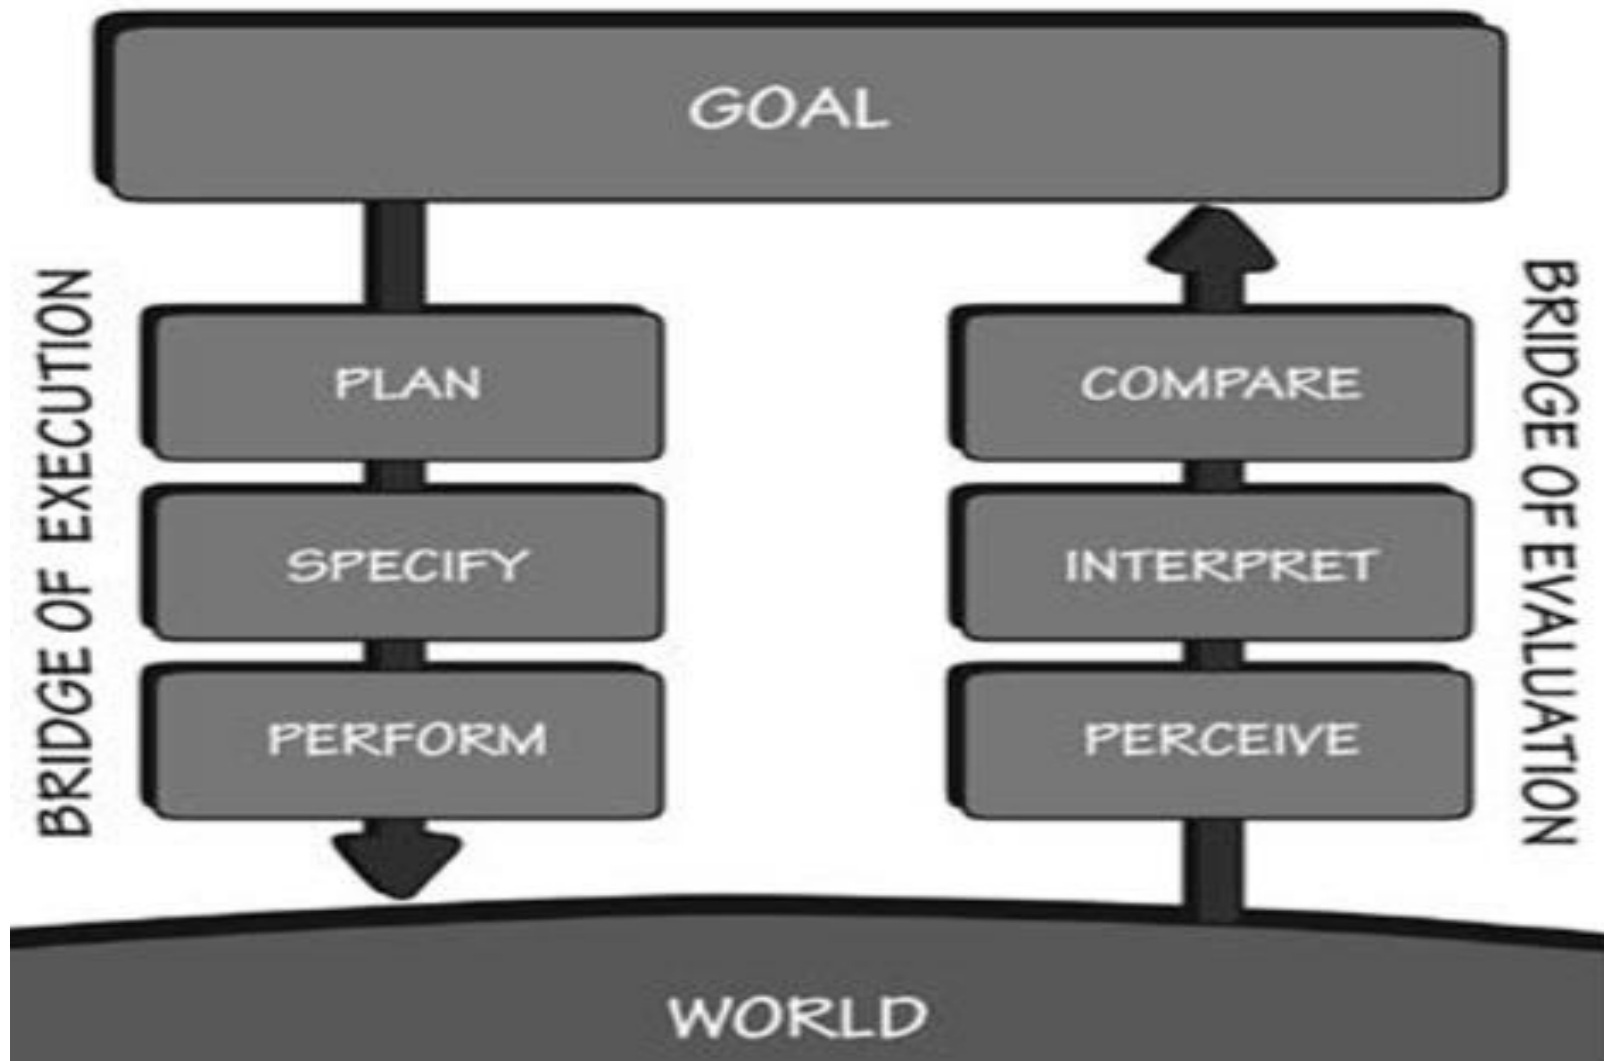 GOAL
BRIDGE OF EXECUTION
PLAN
SPECIFY
PERFORM
COMPARE
INTERPRET
PERCEIVE
BRIDGE OF EVALUATION
WORLD